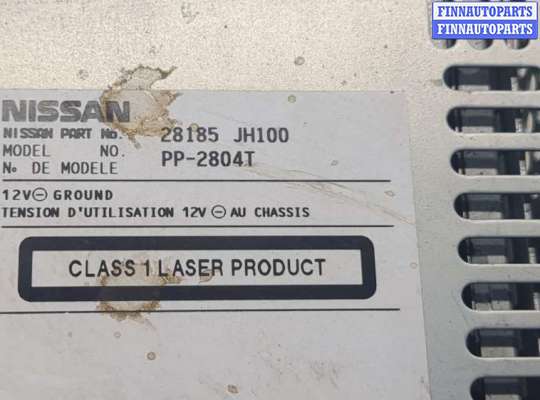 FINNAUTOPARTS
FINNAUTOPARTS
NISSAN
NISSAN PART No. 28185 JH100
MODEL NO. PP-2804T
No DE MODELE
12V⊖ GROUND
TENSION D'UTILISATION 12V ⊖ AU CHASSIS
CLASS 1 LASER PRODUCT